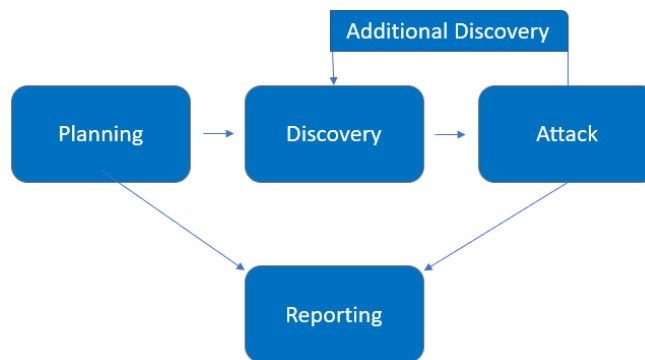 Additional Discovery
Planning
Discovery
Attack
Reporting